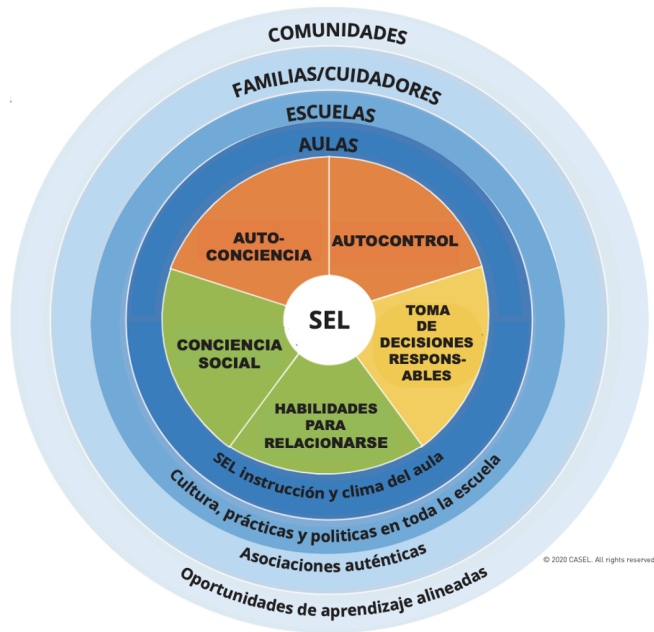 COMUNIDADES
FAMILIAS/CUIDADORES
ESCUELAS
AULAS
AUTO-
CONCIENCIA
AUTOCONTROL
SEL
TOMA
DE
DECISIONES
RESPONS-
ABLES
CONCIENCIA
SOCIAL
HABILIDADES
PARA
RELACIONARSE
SEL instrucción y clima del aula
Cultura, prácticas y politicas en toda la escuela
Asociaciones auténticas
Oportunidades de aprendizaje alineadas
© 2020 CASEL. All rights reserved